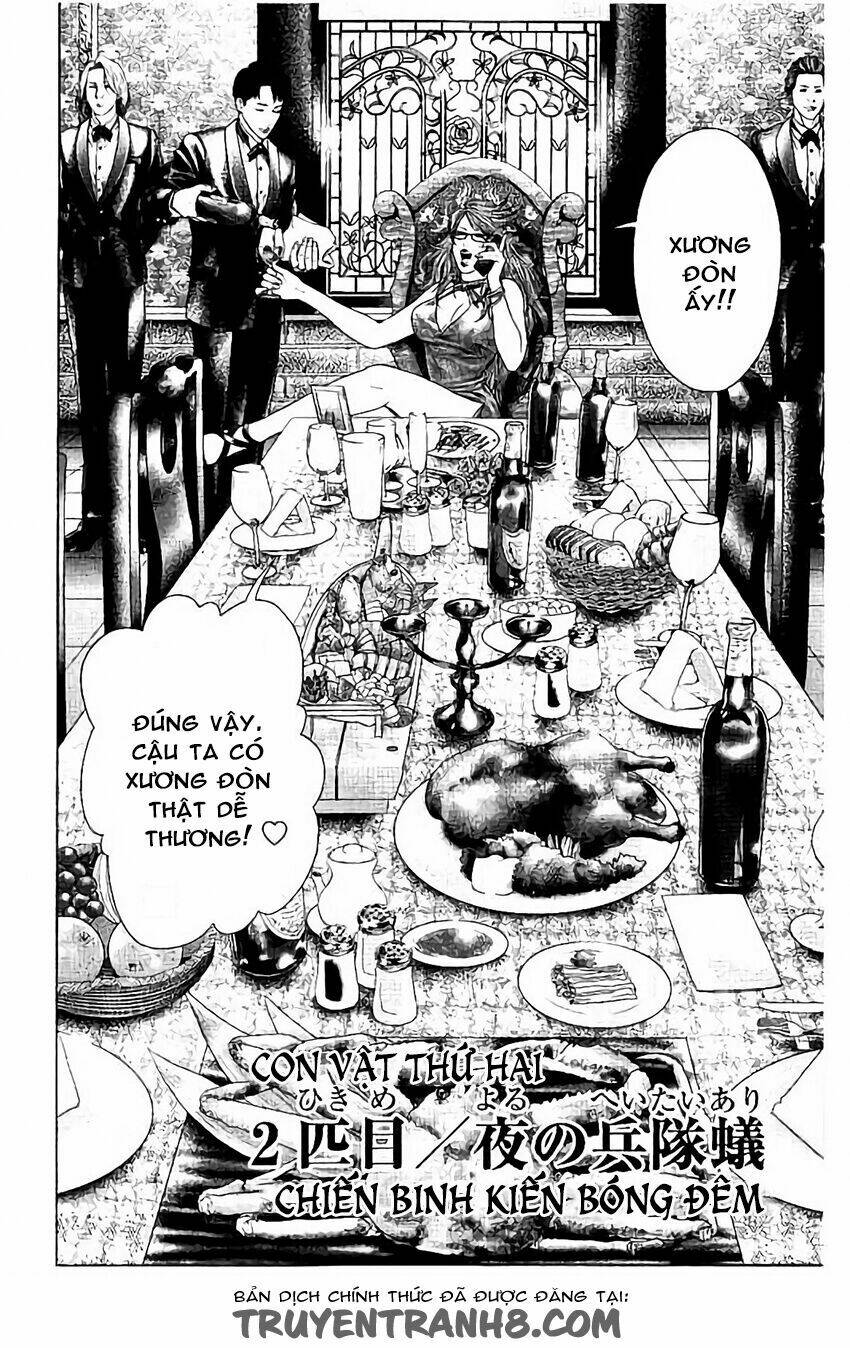 XƯƠNG
ĐÒN
ẤY!!
ĐÚNG VẬY.
CẬU TA CÓ
XƯƠNG ĐÒN
THẬT DỄ
THƯƠNG! ♡
CON VẬT THỨ HAI
ひきめ よる へいたいあり
2匹目/夜の兵隊蟻
CHIẾN BINH KIẾN BÓNG ĐÊM
BẢN DỊCH CHÍNH THỨC ĐÃ ĐƯỢC ĐĂNG TẠI:
TRUYENTRANH8.COM